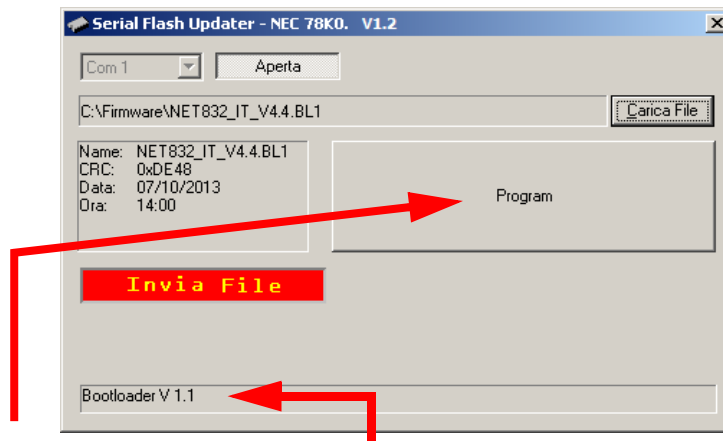 Serial Flash Updater - NEC 78K0. V1.2
Com 1
Aperta
C:\Firmware\NET832_IT_V4.4.BL1
Carica File
Name: NET832_IT_V4.4.BL1
CRC: 0xDE48
Data: 07/10/2013
Ora: 14:00
Program
Invia File
Bootloader V 1.1